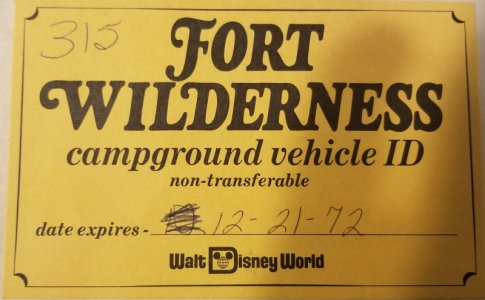 315
FORT
WILDERNESS
campground vehicle ID
non-transferable
date expires - 12-21-72
Walt Disney World